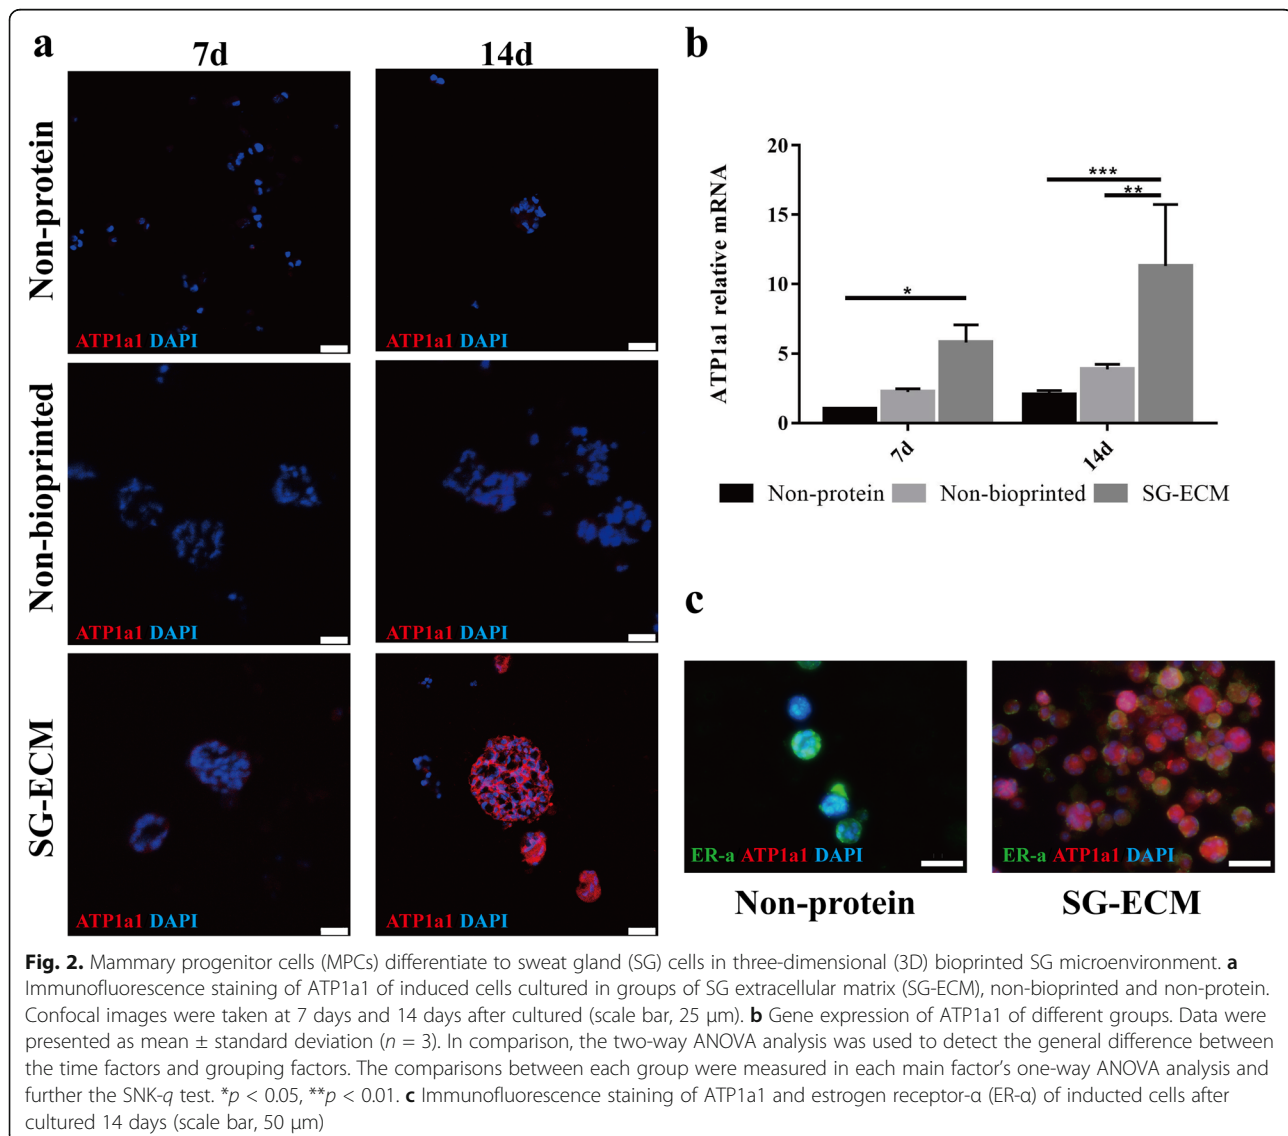 a
7d
14d
Non-protein
ATP1a1 DAPI
ATP1a1 DAPI
Non-bioprinted
ATP1a1 DAPI
ATP1a1 DAPI
SG-ECM
ATP1a1 DAPI
ATP1a1 DAPI
b
ATP1a1 relative mRNA
20
15
10
5
0
*
***
**
7d
14d
Non-protein
Non-bioprinted
SG-ECM
c
ER-a ATP1a1 DAPI
ER-a ATP1a1 DAPI
Non-protein
SG-ECM
Fig. 2. Mammary progenitor cells (MPCs) differentiate to sweat gland (SG) cells in three-dimensional (3D) bioprinted SG microenvironment. a
Immunofluorescence staining of ATP1a1 of induced cells cultured in groups of SG extracellular matrix (SG-ECM), non-bioprinted and non-protein.
Confocal images were taken at 7 days and 14 days after cultured (scale bar, 25 μm). b Gene expression of ATP1a1 of different groups. Data were
presented as mean ± standard deviation (n = 3). In comparison, the two-way ANOVA analysis was used to detect the general difference between
the time factors and grouping factors. The comparisons between each group were measured in each main factor's one-way ANOVA analysis and
further the SNK-q test. *p < 0.05, **p < 0.01. c Immunofluorescence staining of ATP1a1 and estrogen receptor-α (ER-α) of inducted cells after
cultured 14 days (scale bar, 50 μm)